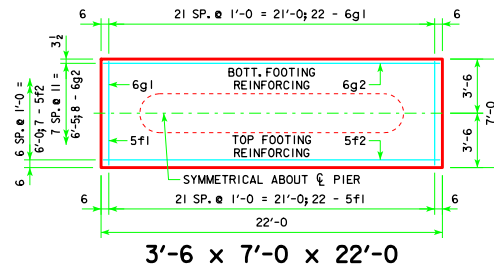 6
21 SP.@ 1'-0 = 21'-0; 22 - 6g1
6
3½
6 SP.@ 1'-0 =
6'-0; 7 - 5f2
7 SP.@ 11 =
6'-5; 8 - 6g2
6
BOTT. FOOTING
REINFORCING
6g1
6g2
3'-6
3'-6
7'-0
5f1
TOP FOOTING
REINFORCING
5f2
SYMMETRICAL ABOUT ℄ PIER
6
21 SP.@ 1'-0 = 21'-0; 22 - 5f1
6
22'-0
3'-6 x 7'-0 x 22'-0